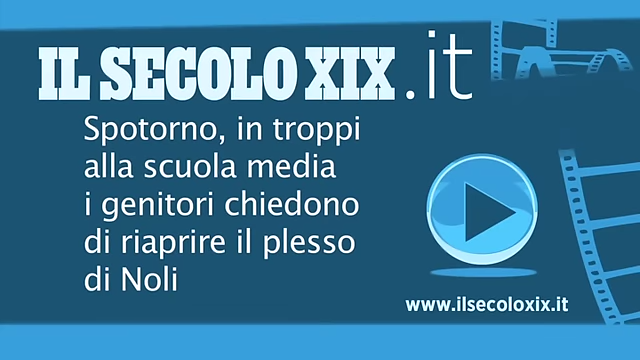 IL SECOLO XIX.it
Spotorno, in troppi
alla scuola media
i genitori chiedono
di riaprire il plesso
di Noli
www.ilsecoloxix.it